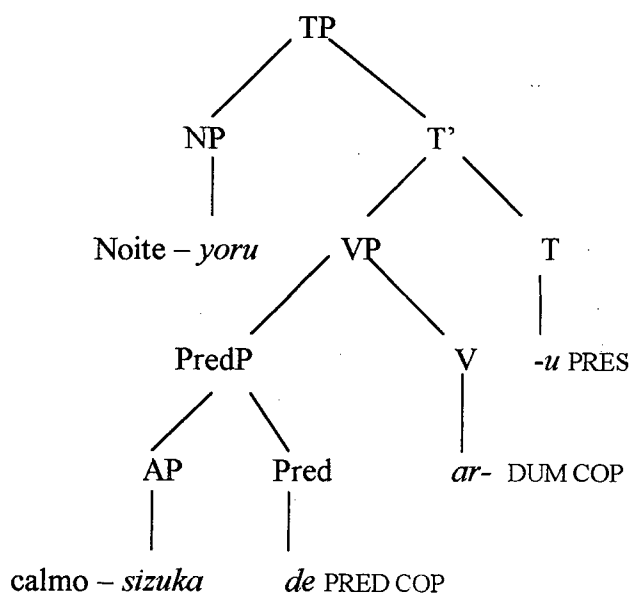 TP
NP T’
Noite – yoru VP T
PredP V -u PRES
AP Pred ar- DUM COP
calmo – sizuka de PRED COP